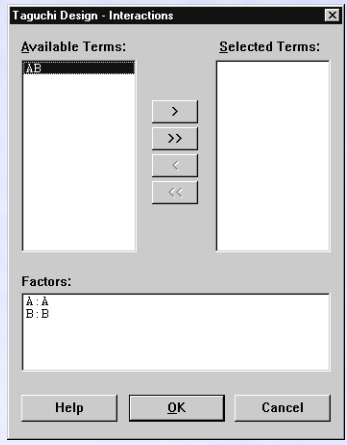 Taguchi Design - Interactions
Available Terms:
Selected Terms:
AB
>
>>
<
<<
Factors:
A:A
B:B
Help
OK
Cancel